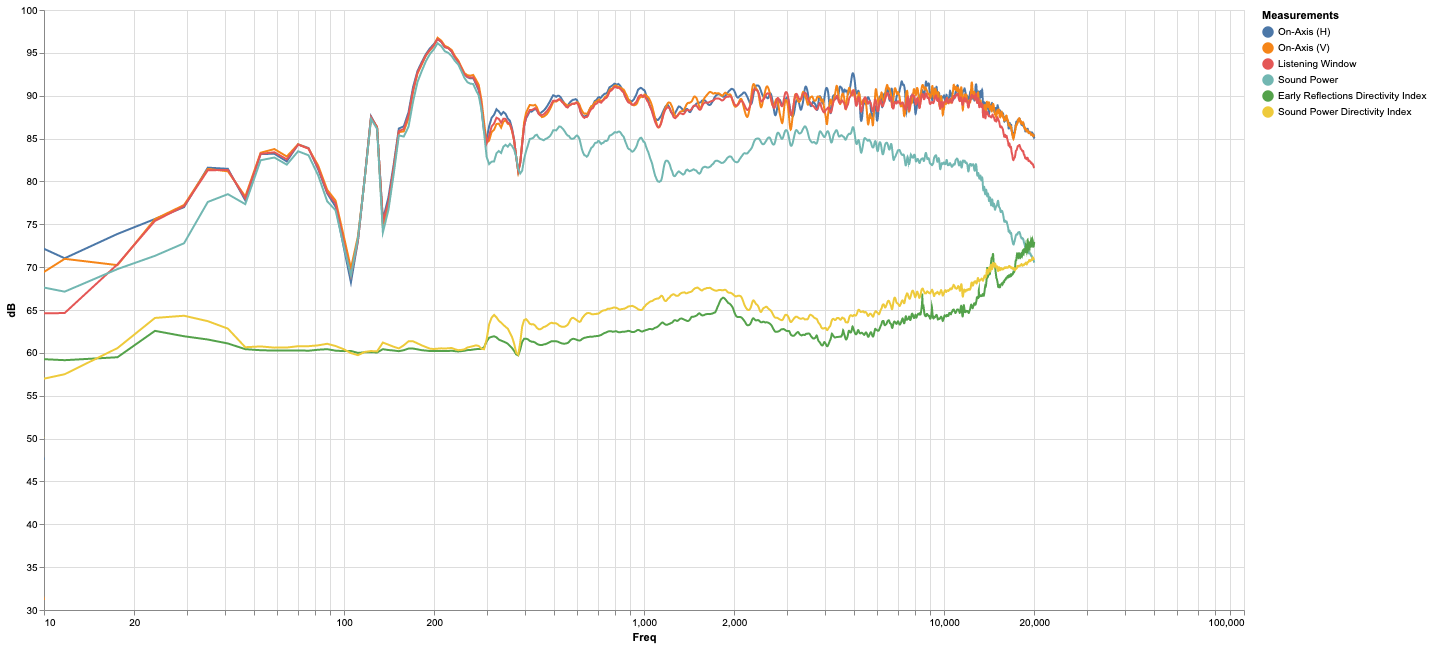 100
95
90
85
80
75
70
65
60
55
50
45
40
35
30
dB
10 20 100 200 1,000 2,000 10,000 20,000 100,000
Freq
Measurements
On-Axis (H)
On-Axis (V)
Listening Window
Sound Power
Early Reflections Directivity Index
Sound Power Directivity Index